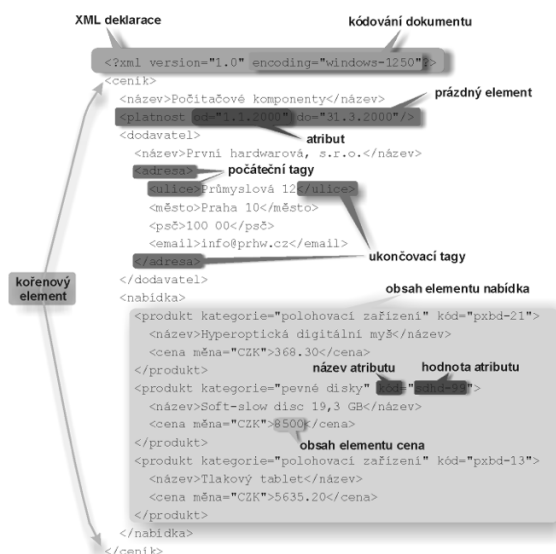 XML deklarace
kódování dokumentu
<?xml version="1.0" encoding="windows-1250"?>
<ceník>
<název>Počítačové komponenty</název>
prázdný element
<platnost od="1.1.2000" do="31.3.2000"/>
atribut
<dodavatel>
<název>První hardwarová, s.r.o.</název>
<adresa>
počáteční tagy
<ulice>Průmyslová 12</ulice>
<město>Praha 10</město>
<psč>100 00</psč>
<email>info@prhw.cz</email>
</adresa>
ukončovací tagy
kořenový
element
</dodavatel>
obsah elementu nabídka
<nabídka>
<produkt kategorie="polohovací zařízení" kód="pxbd-21">
<název>Hyperoptická digitální myš</název>
<cena měna="CZK">368.30</cena>
</produkt>
název atributu
hodnota atributu
<produkt kategorie="pevné disky" kód="sdhd-95">
<název>Soft-slow disc 19,3 GB</název>
<cena měna="CZK">8500</cena>
</produkt>
obsah elementu cena
<produkt kategorie="polohovací zařízení" kód="pxbd-13">
<název>Tlakový tablet</název>
<cena měna="CZK">5635.20</cena>
</produkt>
</nabídka>
</ceník>